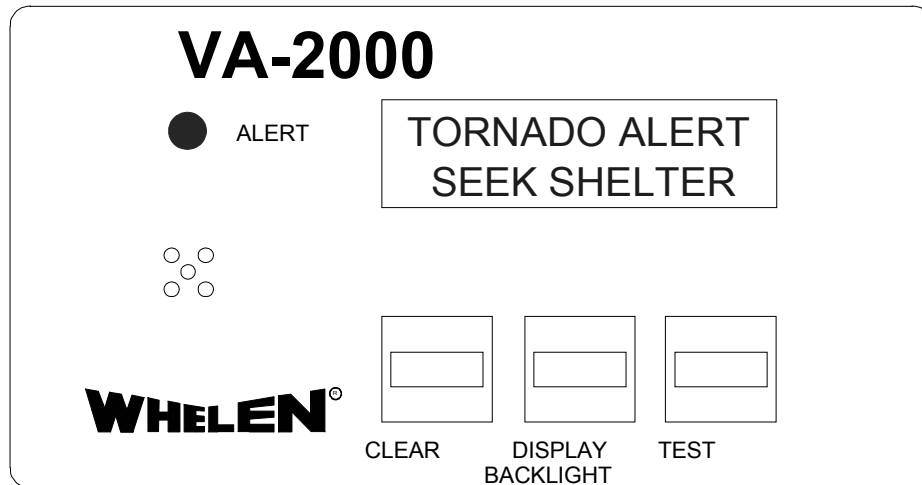 VA-2000
ALERT
TORNADO ALERT
SEEK SHELTER
WHELEN®
CLEAR
DISPLAY
BACKLIGHT
TEST